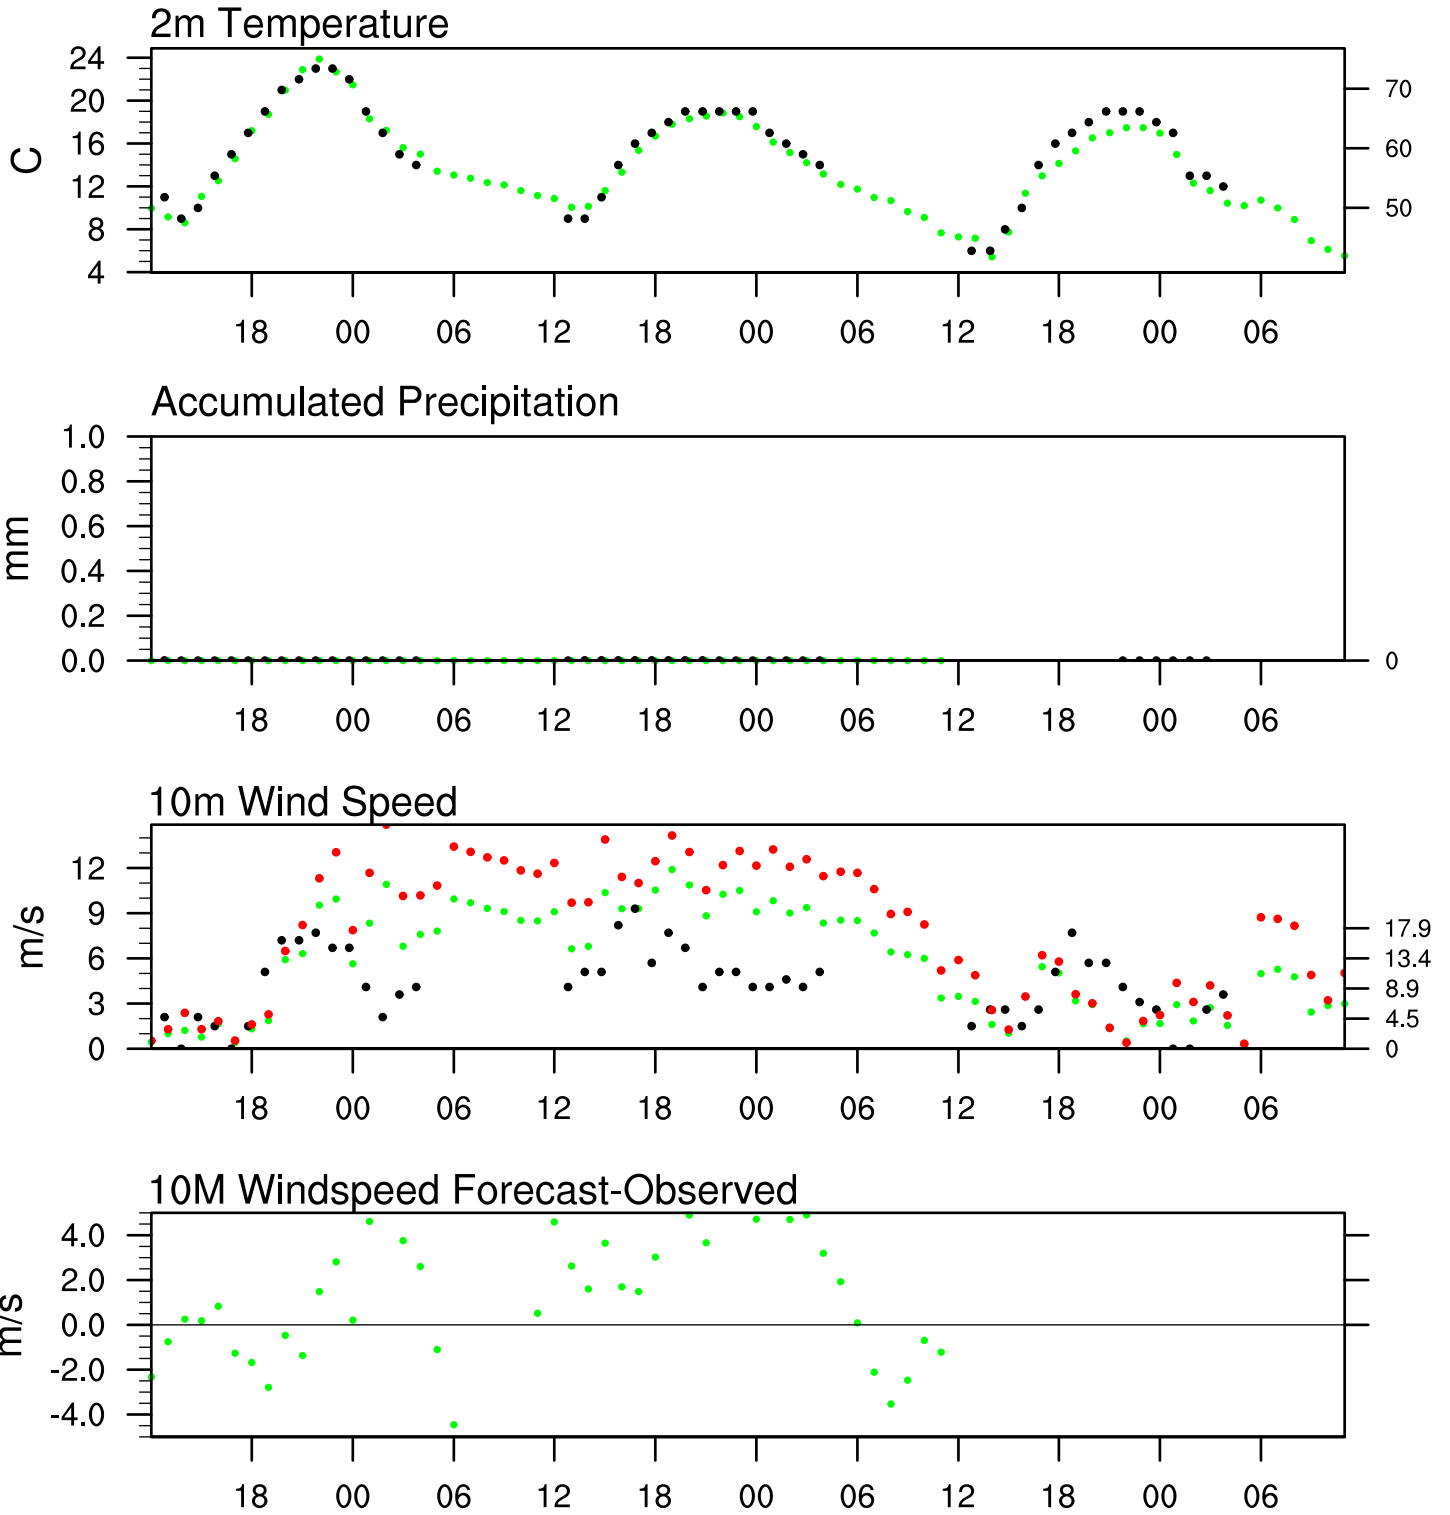 2m Temperature
24
20
16
12
8
4
C
70
60
50
18 00 06 12 18 00 06 12 18 00 06
Accumulated Precipitation
1.0
0.8
0.6
0.4
0.2
0.0
mm
0
18 00 06 12 18 00 06 12 18 00 06
10m Wind Speed
12
9
6
3
0
m/s
17.9
13.4
8.9
4.5
0
18 00 06 12 18 00 06 12 18 00 06
10M Windspeed Forecast-Observed
4.0
2.0
0.0
-2.0
-4.0
m/s
18 00 06 12 18 00 06 12 18 00 06